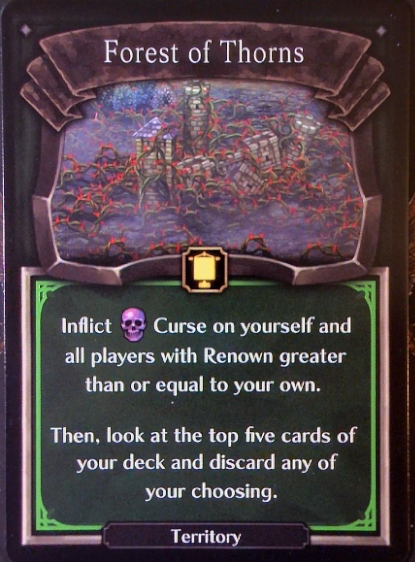 Forest of Thorns
Inflict Curse on yourself and
all players with Renown greater
than or equal to your own.
Then, look at the top five cards of
your deck and discard any of
your choosing.
Territory